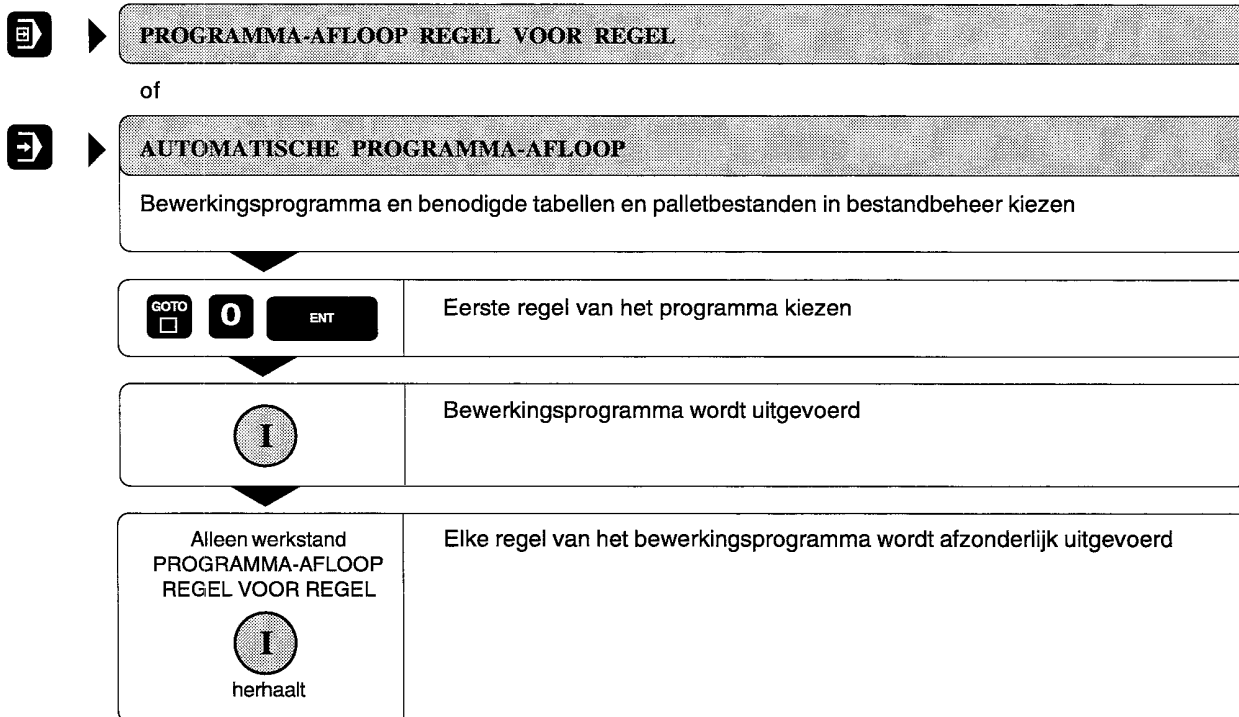 PROGRAMMA-AFLOOP REGEL VOOR REGEL
of
AUTOMATISCHE PROGRAMMA-AFLOOP
Bewerkingsprogramma en benodigde tabellen en palletbestanden in bestandbeheer kiezen
GOTO 0 ENT
Eerste regel van het programma kiezen
I
Bewerkingsprogramma wordt uitgevoerd
Alleen werkstand
PROGRAMMA-AFLOOP
REGEL VOOR REGEL
I
herhaalt
Elke regel van het bewerkingsprogramma wordt afzonderlijk uitgevoerd